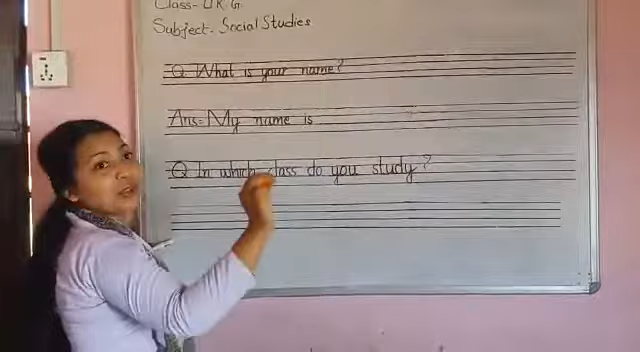 Class- U.K.G
Subject- Social Studies
Q. What is your name?
Ans= My name is
Q In which class do you study?